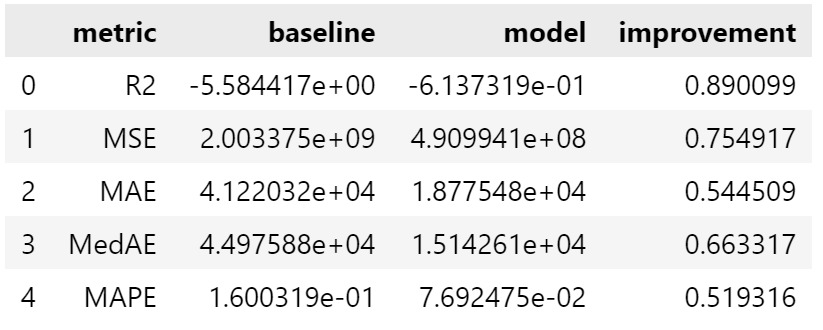 metric baseline model improvement
0 R2 -5.584417e+00 -6.137319e-01 0.890099
1 MSE 2.003375e+09 4.909941e+08 0.754917
2 MAE 4.122032e+04 1.877548e+04 0.544509
3 MedAE 4.497588e+04 1.514261e+04 0.663317
4 MAPE 1.600319e-01 7.692475e-02 0.519316